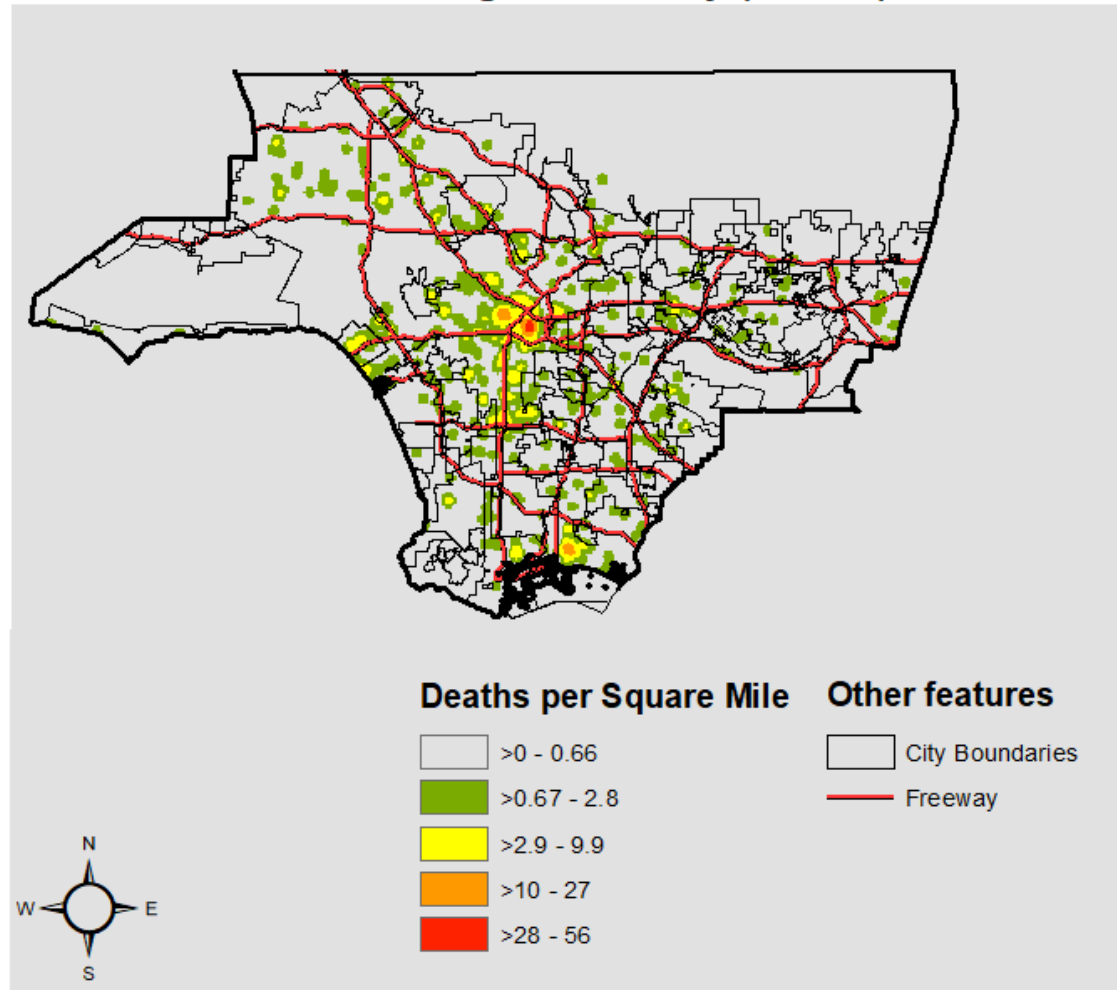 Deaths per Square Mile
>0 - 0.66
>0.67 - 2.8
>2.9 - 9.9
>10 - 27
>28 - 56
Other features
City Boundaries
Freeway
N
W E
S